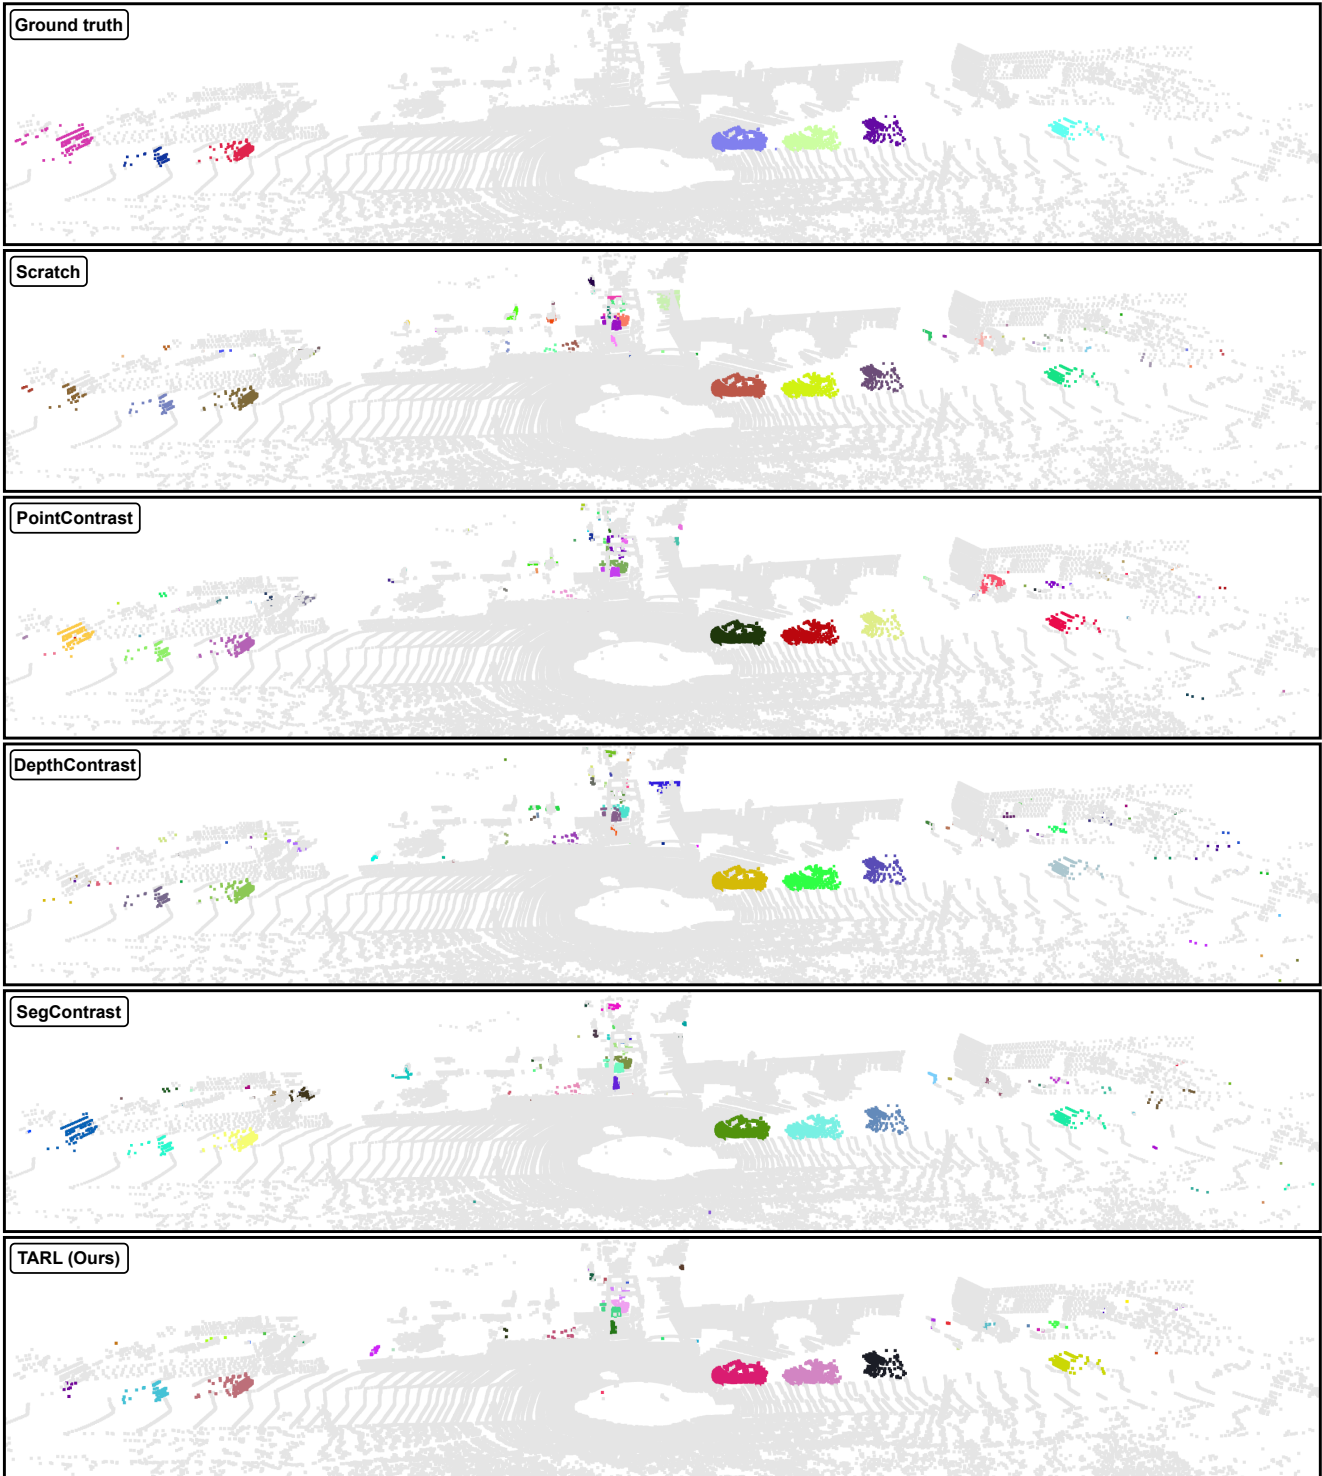 Ground truth
Scratch
PointContrast
DepthContrast
SegContrast
TARL (Ours)